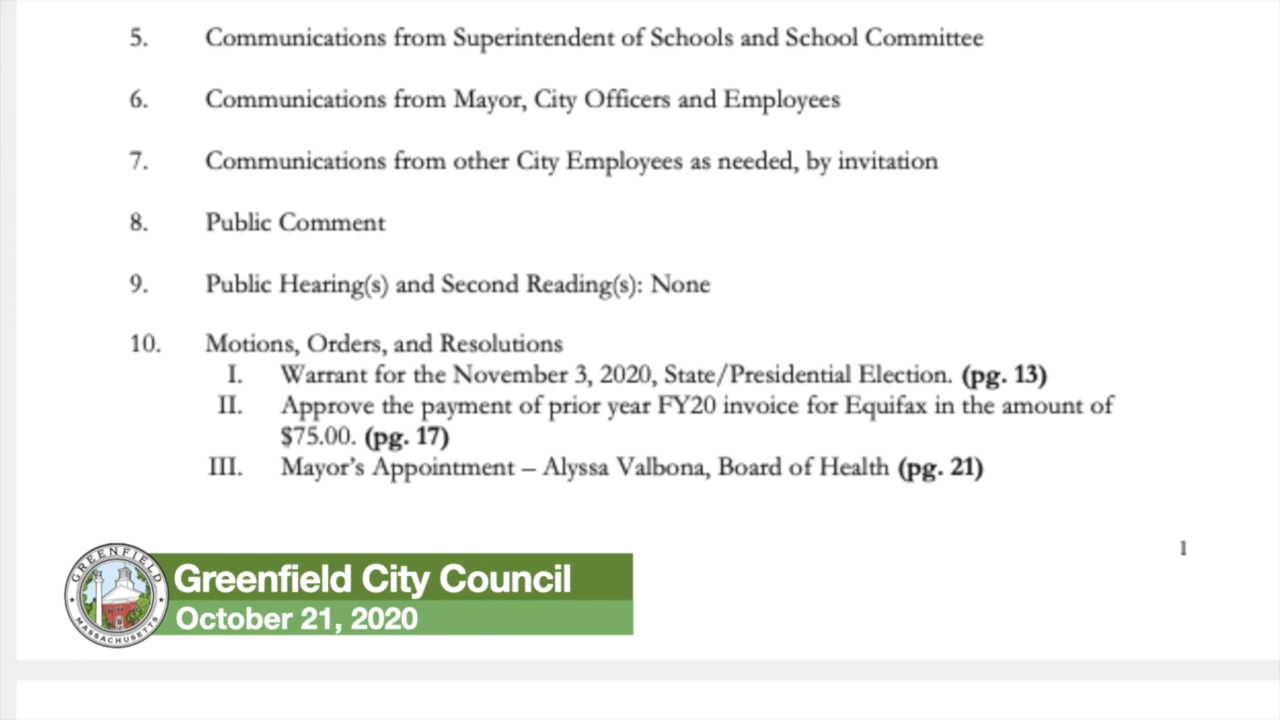 5. Communications from Superintendent of Schools and School Committee
6. Communications from Mayor, City Officers and Employees
7. Communications from other City Employees as needed, by invitation
8. Public Comment
9. Public Hearing(s) and Second Reading(s): None
10. Motions, Orders, and Resolutions
I. Warrant for the November 3, 2020, State/Presidential Election. (pg. 13)
II. Approve the payment of prior year FY20 invoice for Equifax in the amount of
$75.00. (pg. 17)
III. Mayor's Appointment – Alyssa Valbona, Board of Health (pg. 21)
1
GREENFIELD
MASSACHUSETTS
Greenfield City Council
October 21, 2020